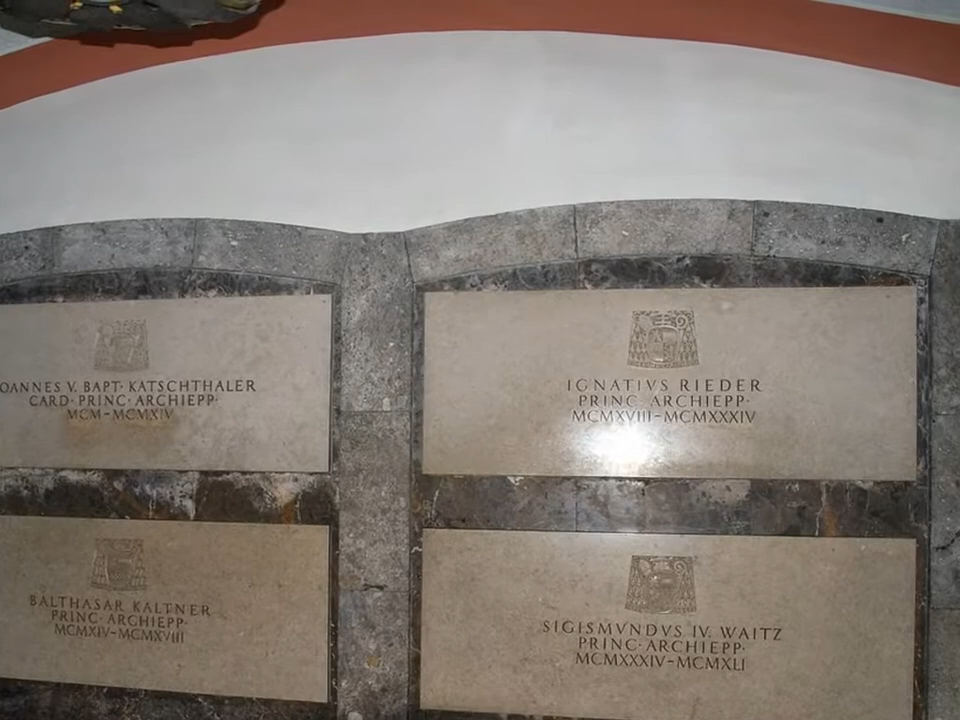 OANNES V. BAPT· KATSCHTHALER
CARD· PRINC· ARCHIEPP·
MCM–MCMXIV
IGNATIVS RIEDER
PRINC· ARCHIEPP·
MCMXVIII–MCMXXXIV
BALTHASAR KALTNER
PRINC· ARCHIEPP·
MCMXIV–MCMXVIII
SIGISMVNDVS IV. WAITZ
PRINC· ARCHIEPP·
MCMXXXIV–MCMXLI